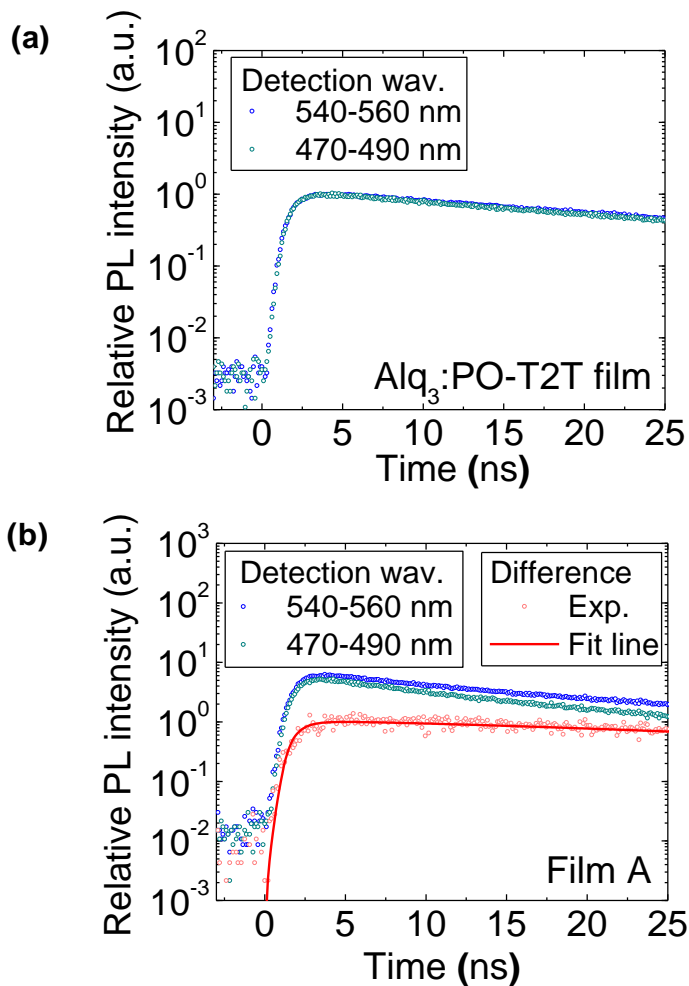 (a)
Relative PL intensity (a.u.)
10²
10¹
10⁰
10⁻¹
10⁻²
10⁻³
Detection wav.
540-560 nm
470-490 nm
Alq₃:PO-T2T film
0 5 10 15 20 25
Time (ns)
(b)
Relative PL intensity (a.u.)
10³
10²
10¹
10⁰
10⁻¹
10⁻²
10⁻³
Detection wav.
540-560 nm
470-490 nm
Difference
Exp.
Fit line
Film A
0 5 10 15 20 25
Time (ns)